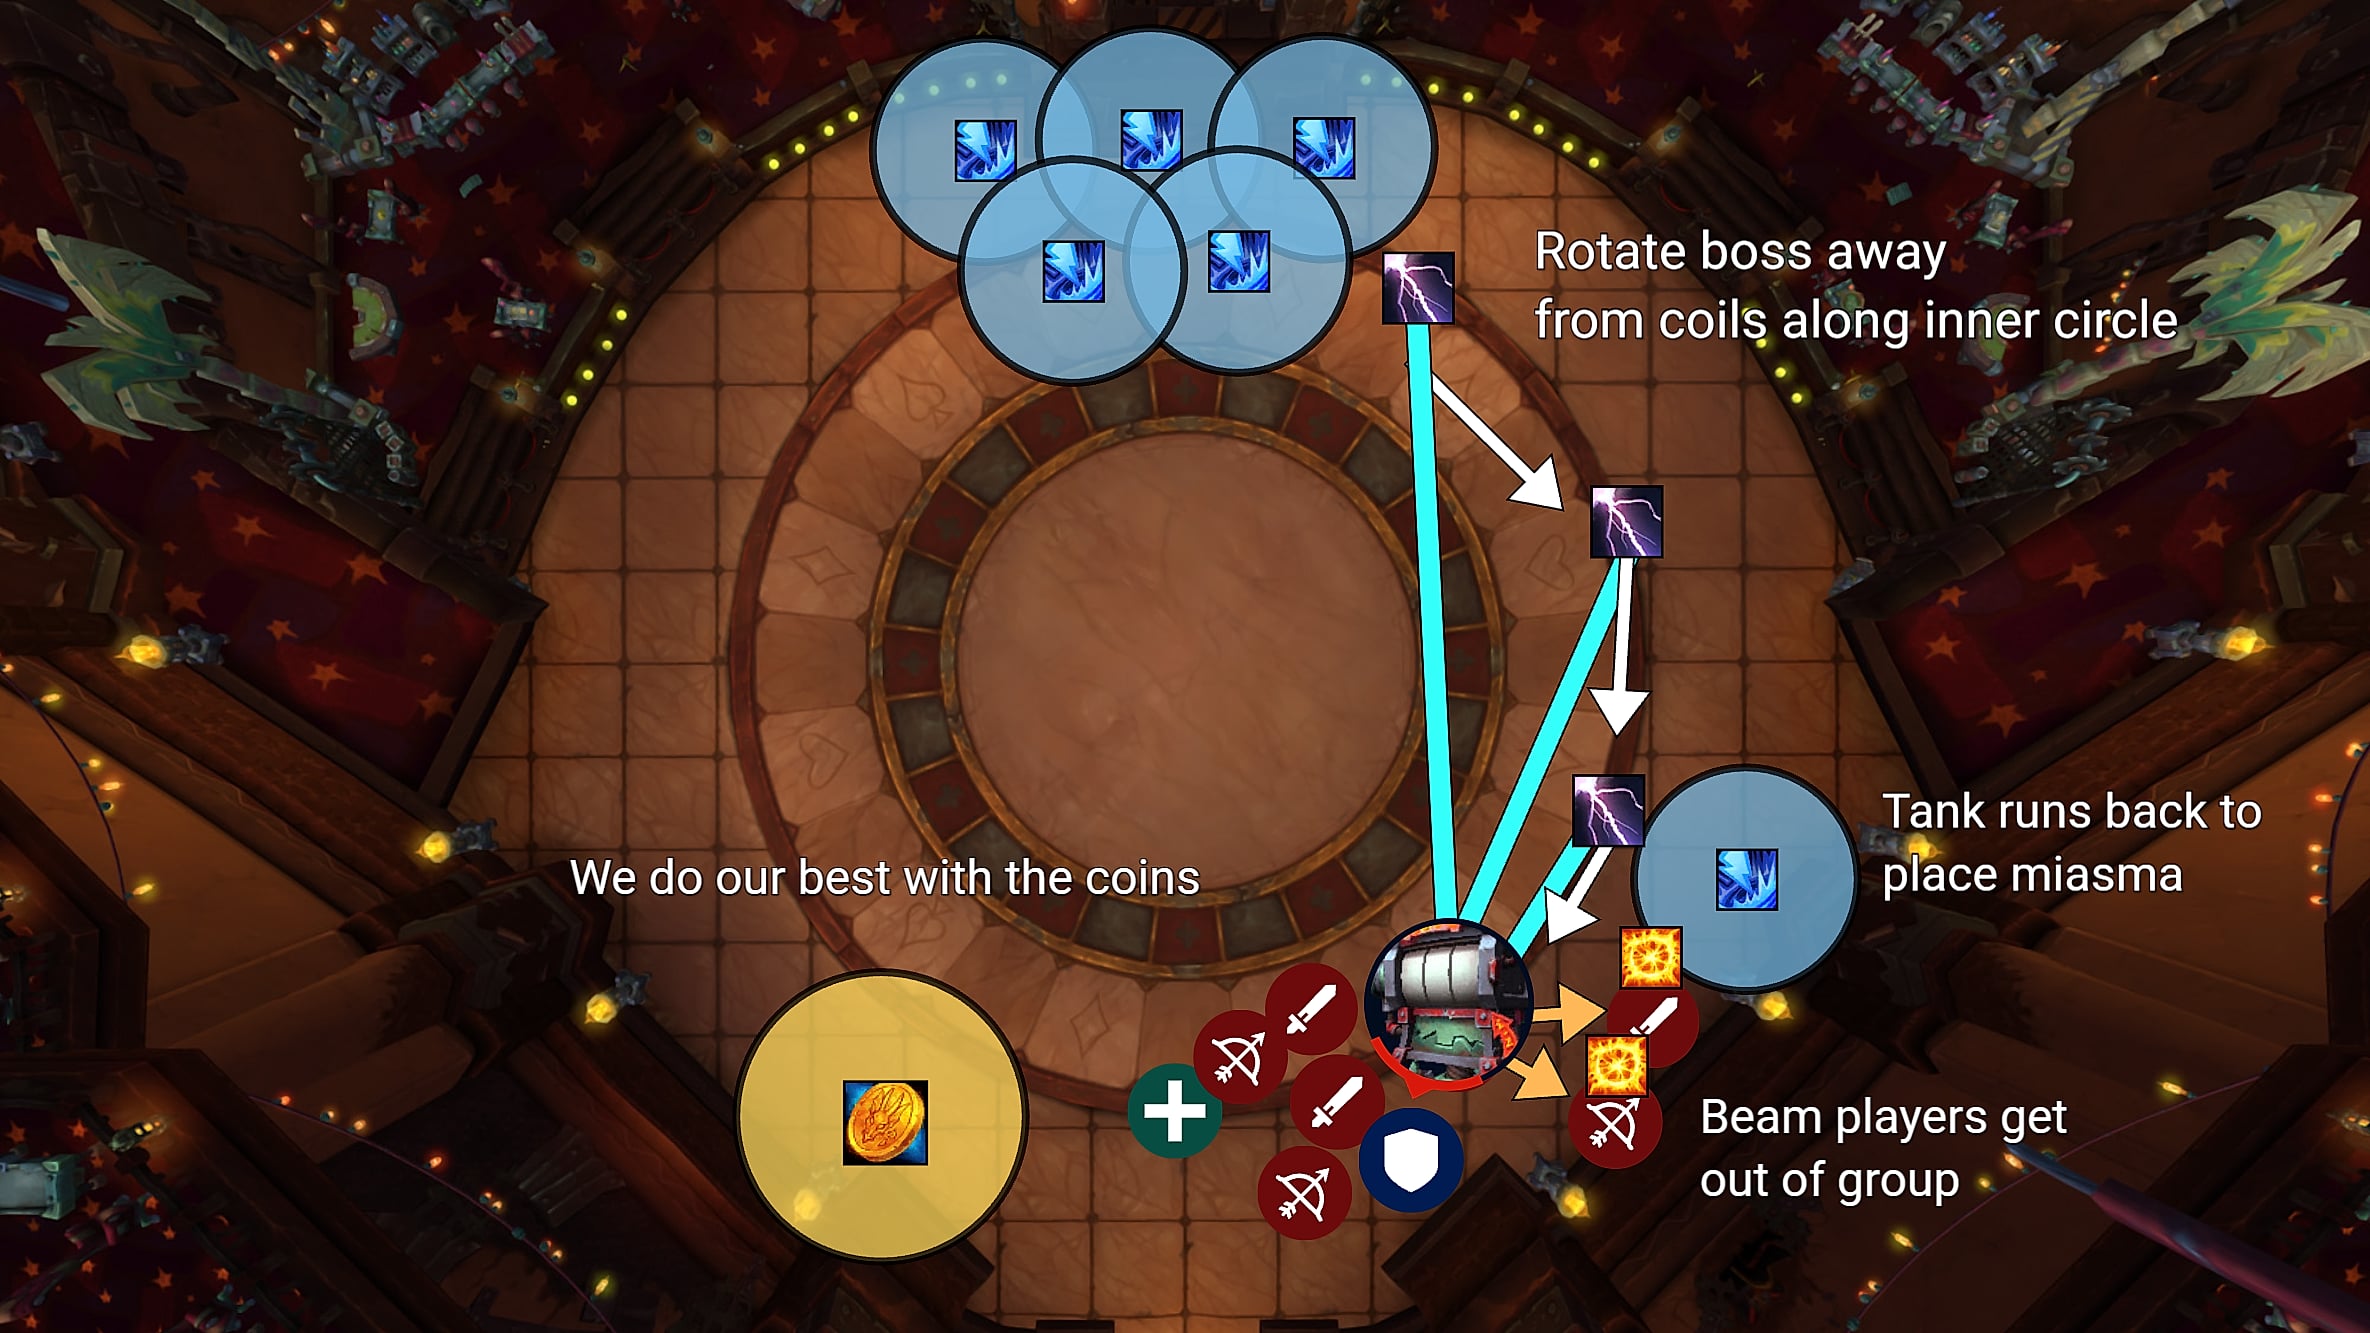 Rotate boss away
from coils along inner circle
Tank runs back to
place miasma
We do our best with the coins
Beam players get
out of group